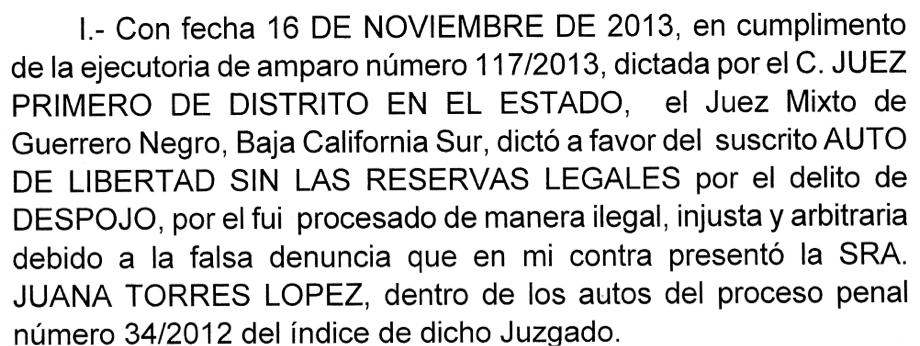 I.- Con fecha 16 DE NOVIEMBRE DE 2013, en cumplimento
de la ejecutoria de amparo número 117/2013, dictada por el C. JUEZ
PRIMERO DE DISTRITO EN EL ESTADO, el Juez Mixto de
Guerrero Negro, Baja California Sur, dictó a favor del suscrito AUTO
DE LIBERTAD SIN LAS RESERVAS LEGALES por el delito de
DESPOJO, por el fui procesado de manera ilegal, injusta y arbitraria
debido a la falsa denuncia que en mi contra presentó la SRA.
JUANA TORRES LOPEZ, dentro de los autos del proceso penal
número 34/2012 del índice de dicho Juzgado.